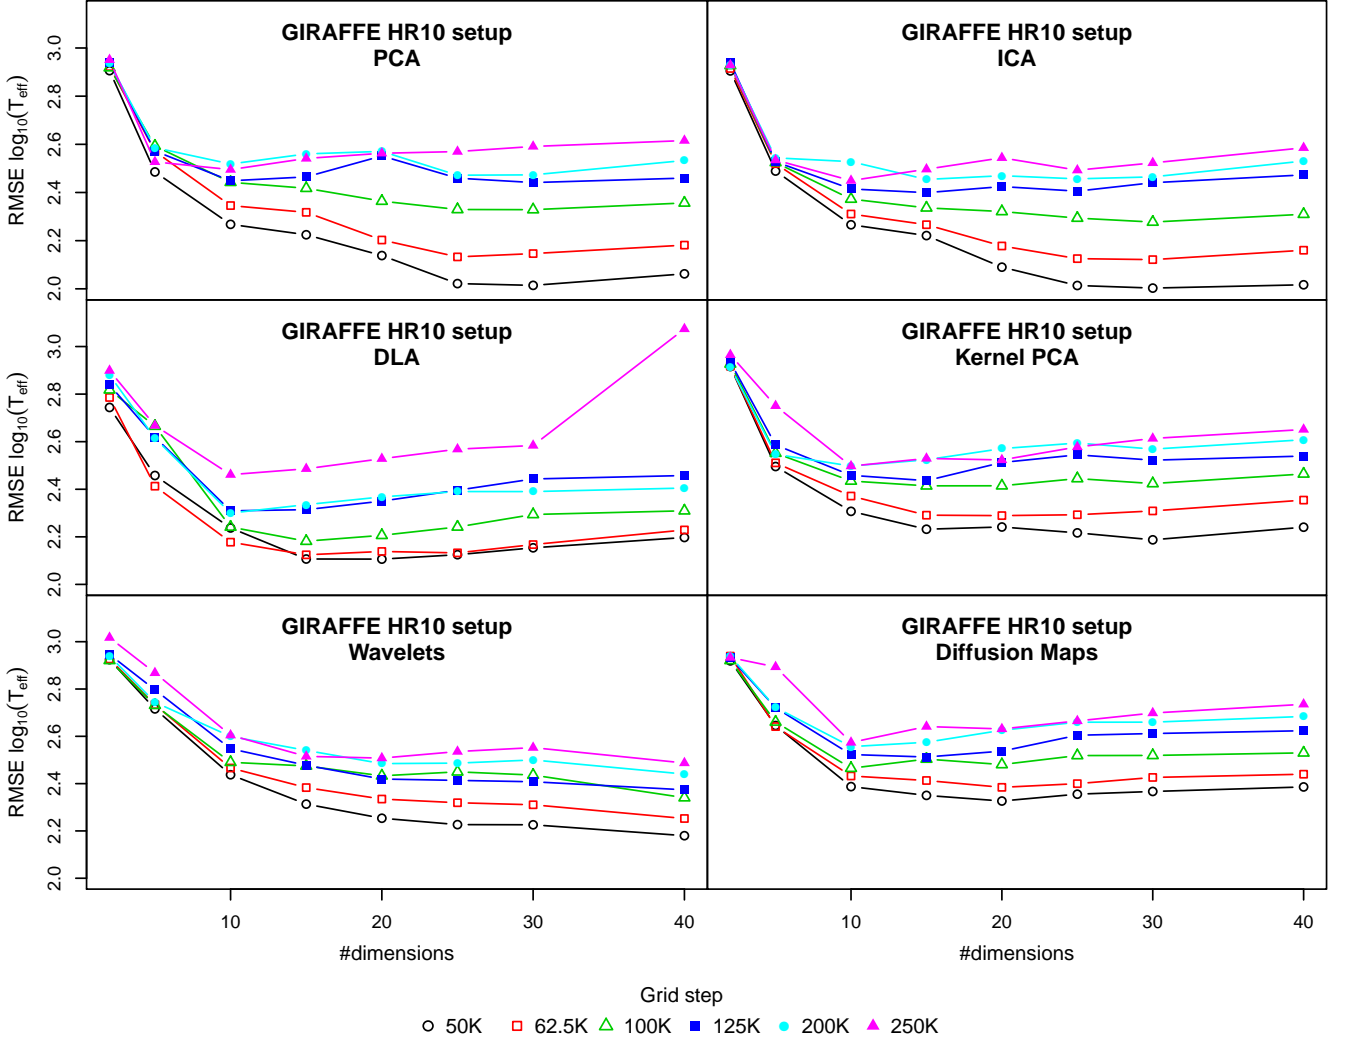 GIRAFFE HR10 setup
PCA
GIRAFFE HR10 setup
ICA
RMSE log10(Teff)
2.0
2.2
2.4
2.6
2.8
3.0
GIRAFFE HR10 setup
DLA
GIRAFFE HR10 setup
Kernel PCA
RMSE log10(Teff)
2.0
2.2
2.4
2.6
2.8
3.0
GIRAFFE HR10 setup
Wavelets
GIRAFFE HR10 setup
Diffusion Maps
RMSE log10(Teff)
2.0
2.2
2.4
2.6
2.8
3.0
10 20 30 40
10 20 30 40
#dimensions
#dimensions
Grid step
50K 62.5K 100K 125K 200K 250K